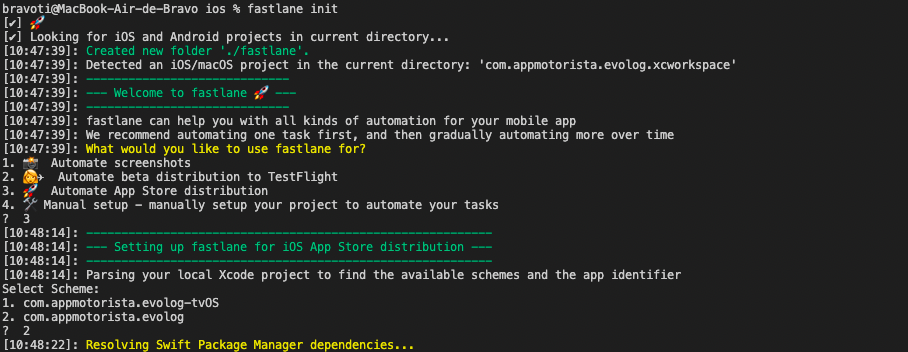 bravoti@MacBook-Air-de-Bravo ios % fastlane init
[✔] 🚀
[✔] Looking for iOS and Android projects in current directory...
[10:47:39]: Created new folder './fastlane'.
[10:47:39]: Detected an iOS/macOS project in the current directory: 'com.appmotorista.evolog.xcworkspace'
[10:47:39]: -----------------------------
[10:47:39]: --- Welcome to fastlane 🚀 ---
[10:47:39]: -----------------------------
[10:47:39]: fastlane can help you with all kinds of automation for your mobile app
[10:47:39]: We recommend automating one task first, and then gradually automating more over time
[10:47:39]: What would you like to use fastlane for?
1. 📸  Automate screenshots
2. 👩‍✈️  Automate beta distribution to TestFlight
3. 🚀  Automate App Store distribution
4. 🛠 Manual setup - manually setup your project to automate your tasks
?  3
[10:48:14]: ----------------------------------------------------------
[10:48:14]: --- Setting up fastlane for iOS App Store distribution ---
[10:48:14]: ----------------------------------------------------------
[10:48:14]: Parsing your local Xcode project to find the available schemes and the app identifier
Select Scheme:
1. com.appmotorista.evolog-tvOS
2. com.appmotorista.evolog
?  2
[10:48:22]: Resolving Swift Package Manager dependencies...